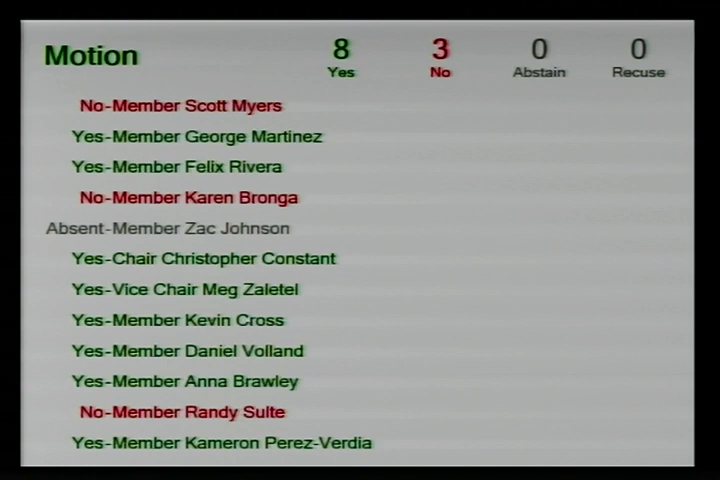 Motion
8 3 0 0
Yes No Abstain Recuse
No-Member Scott Myers
Yes-Member George Martinez
Yes-Member Felix Rivera
No-Member Karen Bronga
Absent-Member Zac Johnson
Yes-Chair Christopher Constant
Yes-Vice Chair Meg Zaletel
Yes-Member Kevin Cross
Yes-Member Daniel Volland
Yes-Member Anna Brawley
No-Member Randy Sulte
Yes-Member Kameron Perez-Verdia